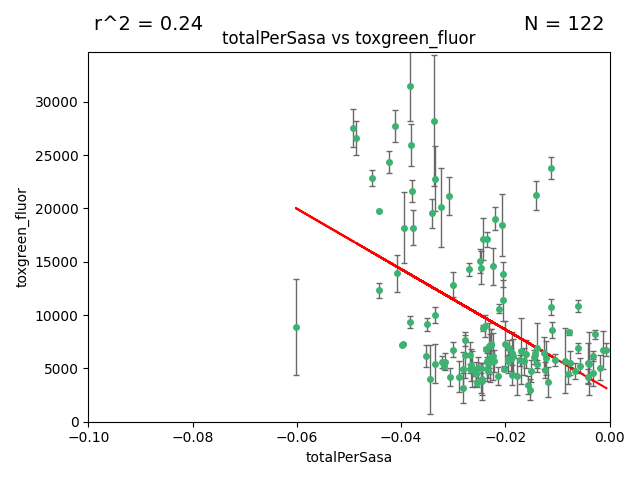 r^2 = 0.24
N = 122
totalPerSasa vs toxgreen_fluor
toxgreen_fluor
30000
25000
20000
15000
10000
5000
0
−0.10
−0.08
−0.06
−0.04
−0.02
0.00
totalPerSasa